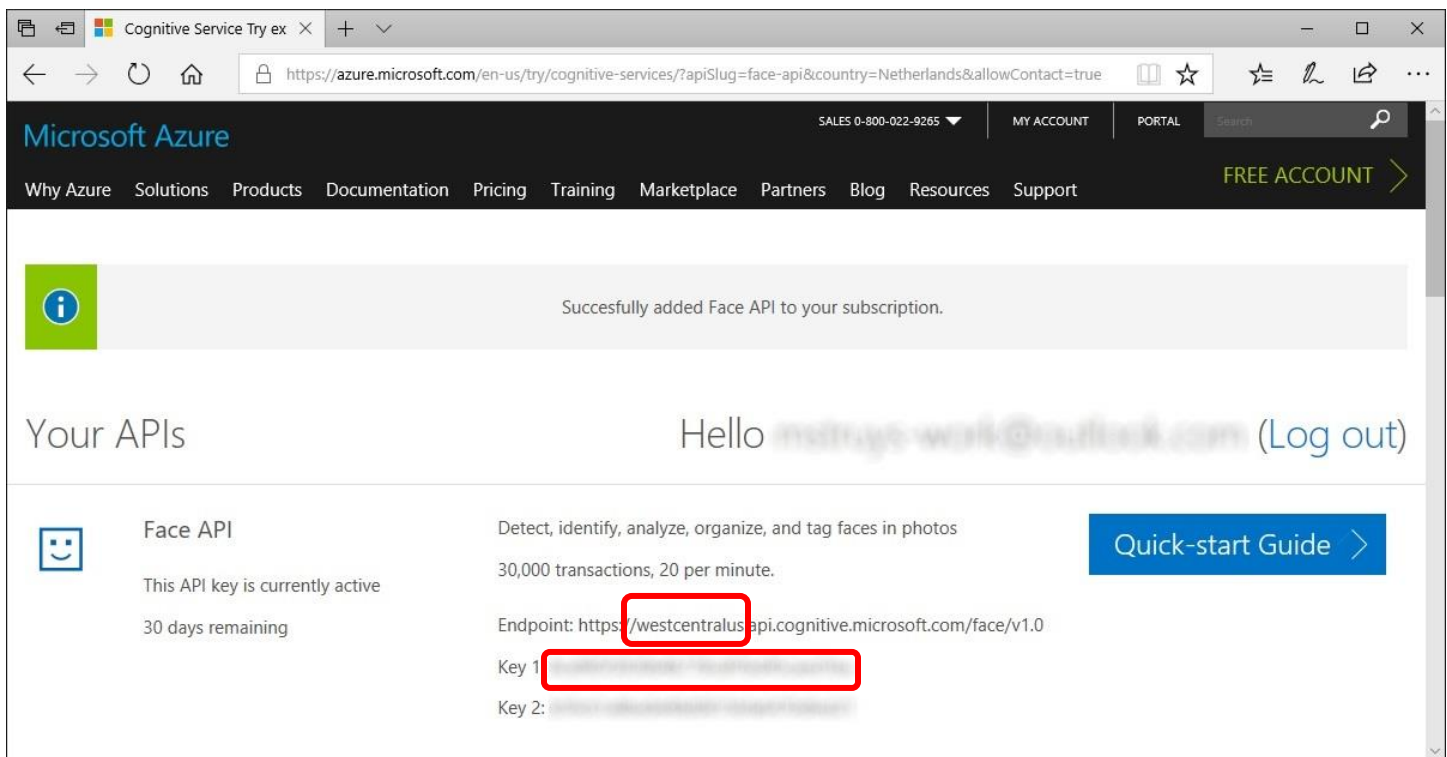 Cognitive Service Try ex
https://azure.microsoft.com/en-us/try/cognitive-services/?apiSlug=face-api&country=Netherlands&allowContact=true
Microsoft Azure
SALES 0-800-022-9265 MY ACCOUNT PORTAL Search
FREE ACCOUNT
Why Azure Solutions Products Documentation Pricing Training Marketplace Partners Blog Resources Support
Succesfully added Face API to your subscription.
Your APIs
Hello (Log out)
Face API
This API key is currently active
30 days remaining
Detect, identify, analyze, organize, and tag faces in photos
30,000 transactions, 20 per minute.
Endpoint: https://westcentralus.api.cognitive.microsoft.com/face/v1.0
Key 1
Key 2:
Quick-start Guide